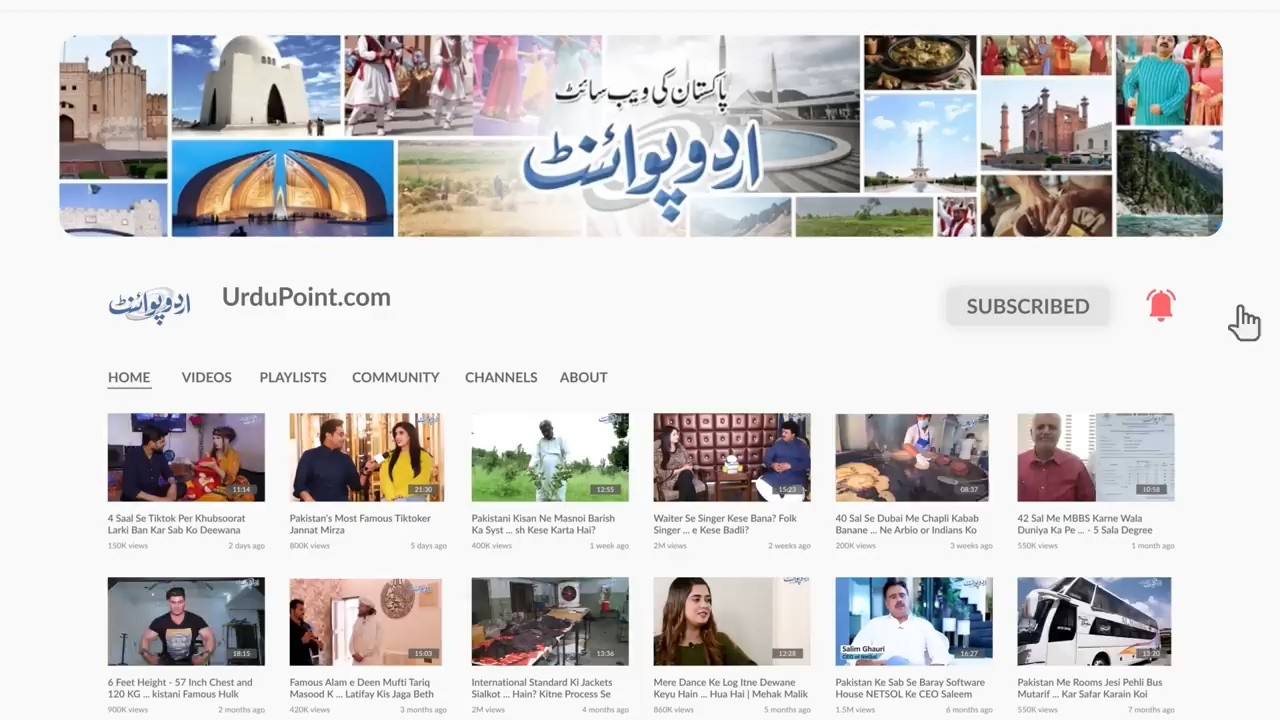 پاکستان کی ویب سائٹ
اردوپوائنٹ
اردوپوائنٹ
UrduPoint.com
SUBSCRIBED
HOME VIDEOS PLAYLISTS COMMUNITY CHANNELS ABOUT
11:14 21:30 12:55 15:23 08:37 10:58
4 Saal Se Tiktok Per Khubsoorat
Larki Ban Kar Sab Ko Deewana
150K views 2 days ago
Pakistan's Most Famous Tiktoker
Jannat Mirza
800K views 5 days ago
Pakistani Kisan Ne Masnoi Barish
Ka Syst ... sh Kese Karta Hai?
400K views 1 week ago
Waiter Se Singer Kese Bana? Folk
Singer ... e Kese Badli?
2M views 2 weeks ago
40 Sal Se Dubai Me Chapli Kabab
Banane ... Ne Arbio or Indians Ko
200K views 3 weeks ago
42 Sal Me MBBS Karne Wala
Duniya Ka Pe ... - 5 Sala Degree
550K views 1 month ago
18:15 15:03 13:36 12:28 16:27 13:20
Salim Ghauri
CEO of NetSol
6 Feet Height - 57 Inch Chest and
120 KG ... kistani Famous Hulk
900K views 2 months ago
Famous Alam e Deen Mufti Tariq
Masood K ... Latifay Kis Jaga Beth
420K views 3 months ago
International Standard Ki Jackets
Sialkot ... Hain? Kitne Process Se
2M views 4 months ago
Mere Dance Ke Log Itne Dewane
Keyu Hain ... Hua Hai | Mehak Malik
860K views 5 months ago
Pakistan Ke Sab Se Baray Software
House NETSOL Ke CEO Saleem
1.5M views 6 months ago
Pakistan Me Rooms Jesi Pehli Bus
Mutarif ... Kar Safar Karain Koi
550K views 7 months ago